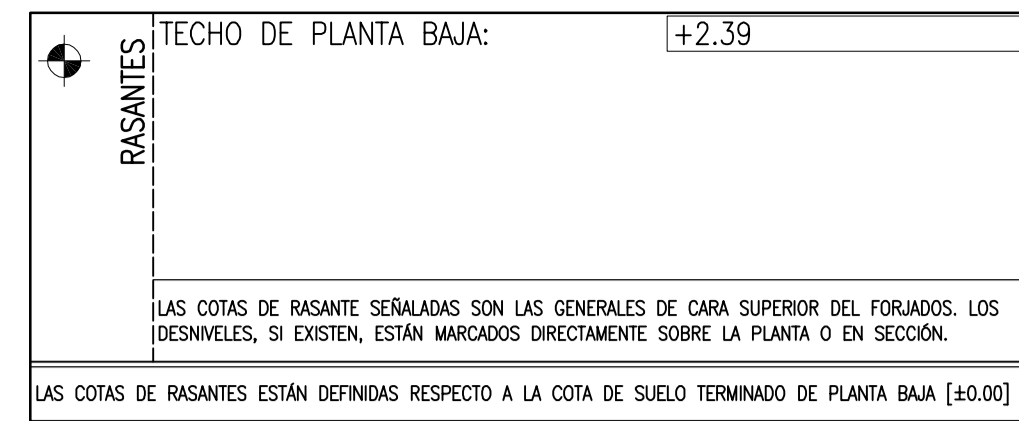 RASANTES
TECHO DE PLANTA BAJA:
+2.39
LAS COTAS DE RASANTE SEÑALADAS SON LAS GENERALES DE CARA SUPERIOR DEL FORJADOS. LOS
DESNIVELES, SI EXISTEN, ESTÁN MARCADOS DIRECTAMENTE SOBRE LA PLANTA O EN SECCIÓN.
LAS COTAS DE RASANTES ESTÁN DEFINIDAS RESPECTO A LA COTA DE SUELO TERMINADO DE PLANTA BAJA [±0.00]